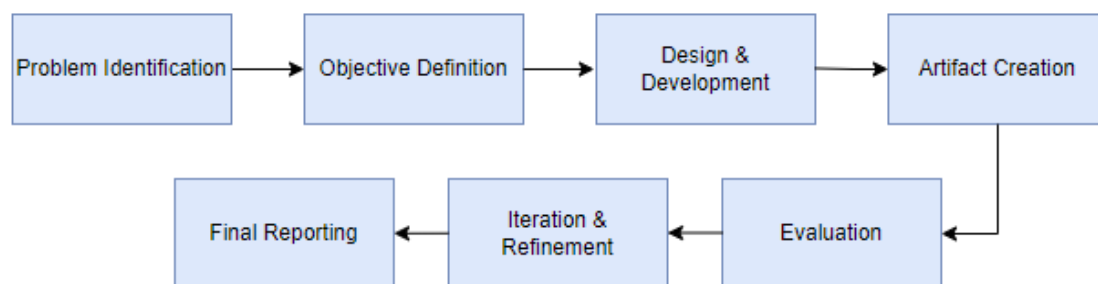 Problem Identification
Objective Definition
Design &
Development
Artifact Creation
Final Reporting
Iteration &
Refinement
Evaluation